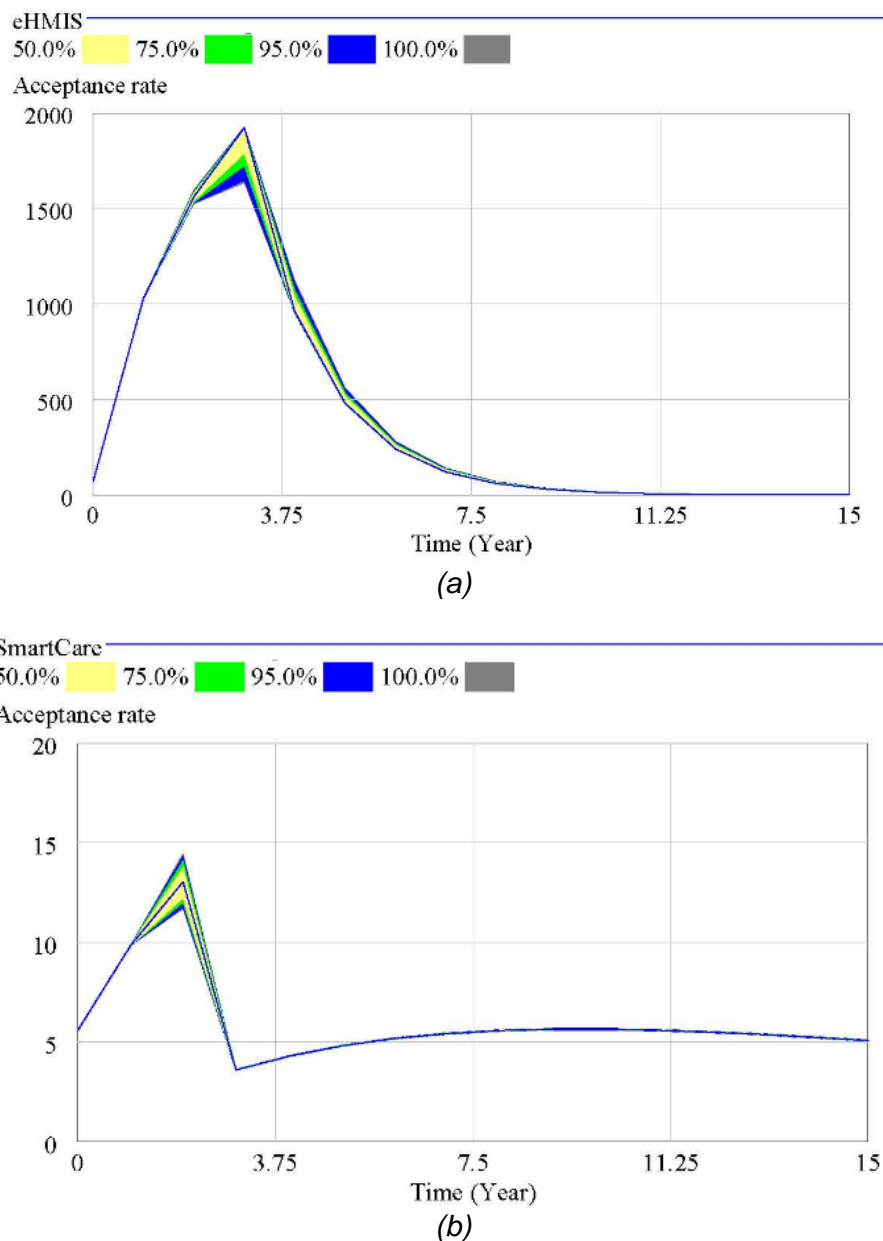 eHMIS
50.0% 75.0% 95.0% 100.0%
Acceptance rate
2000
1500
1000
500
0
0 3.75 7.5 11.25 15
Time (Year)
(a)
SmartCare
50.0% 75.0% 95.0% 100.0%
Acceptance rate
20
15
10
5
0
0 3.75 7.5 11.25 15
Time (Year)
(b)